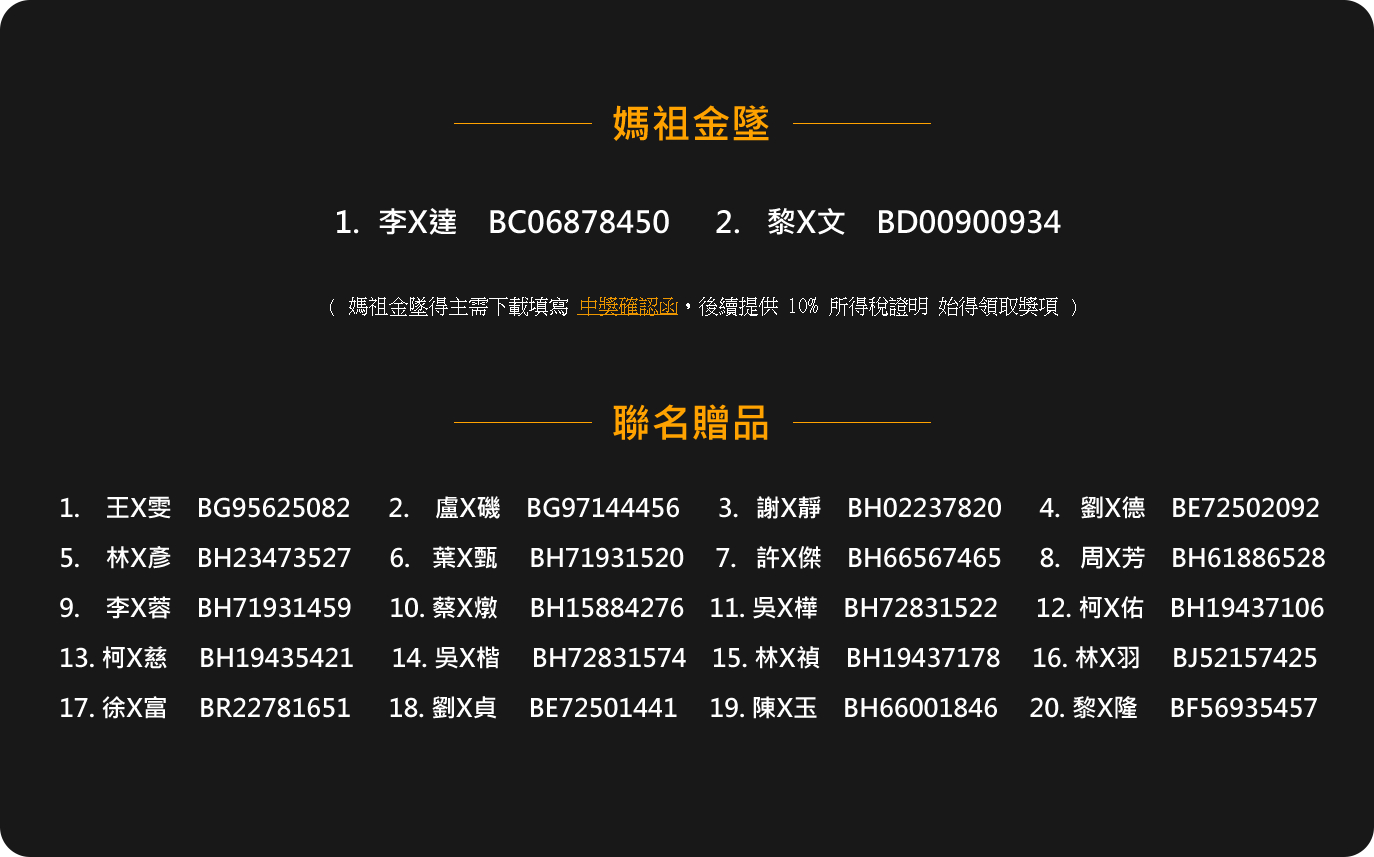 媽祖金墜
1. 李X達 BC06878450 2. 黎X文 BD00900934
( 媽祖金墜得主需下載填寫 中獎確認函，後續提供 10% 所得稅證明 始得領取獎項 )
聯名贈品
1. 王X雯 BG95625082 2. 盧X磯 BG97144456 3. 謝X靜 BH02237820 4. 劉X德 BE72502092
5. 林X彥 BH23473527 6. 葉X甄 BH71931520 7. 許X傑 BH66567465 8. 周X芳 BH61886528
9. 李X蓉 BH71931459 10. 蔡X燉 BH15884276 11. 吳X樺 BH72831522 12. 柯X佑 BH19437106
13. 柯X慈 BH19435421 14. 吳X楷 BH72831574 15. 林X禎 BH19437178 16. 林X羽 BJ52157425
17. 徐X富 BR22781651 18. 劉X貞 BE72501441 19. 陳X玉 BH66001846 20. 黎X隆 BF56935457